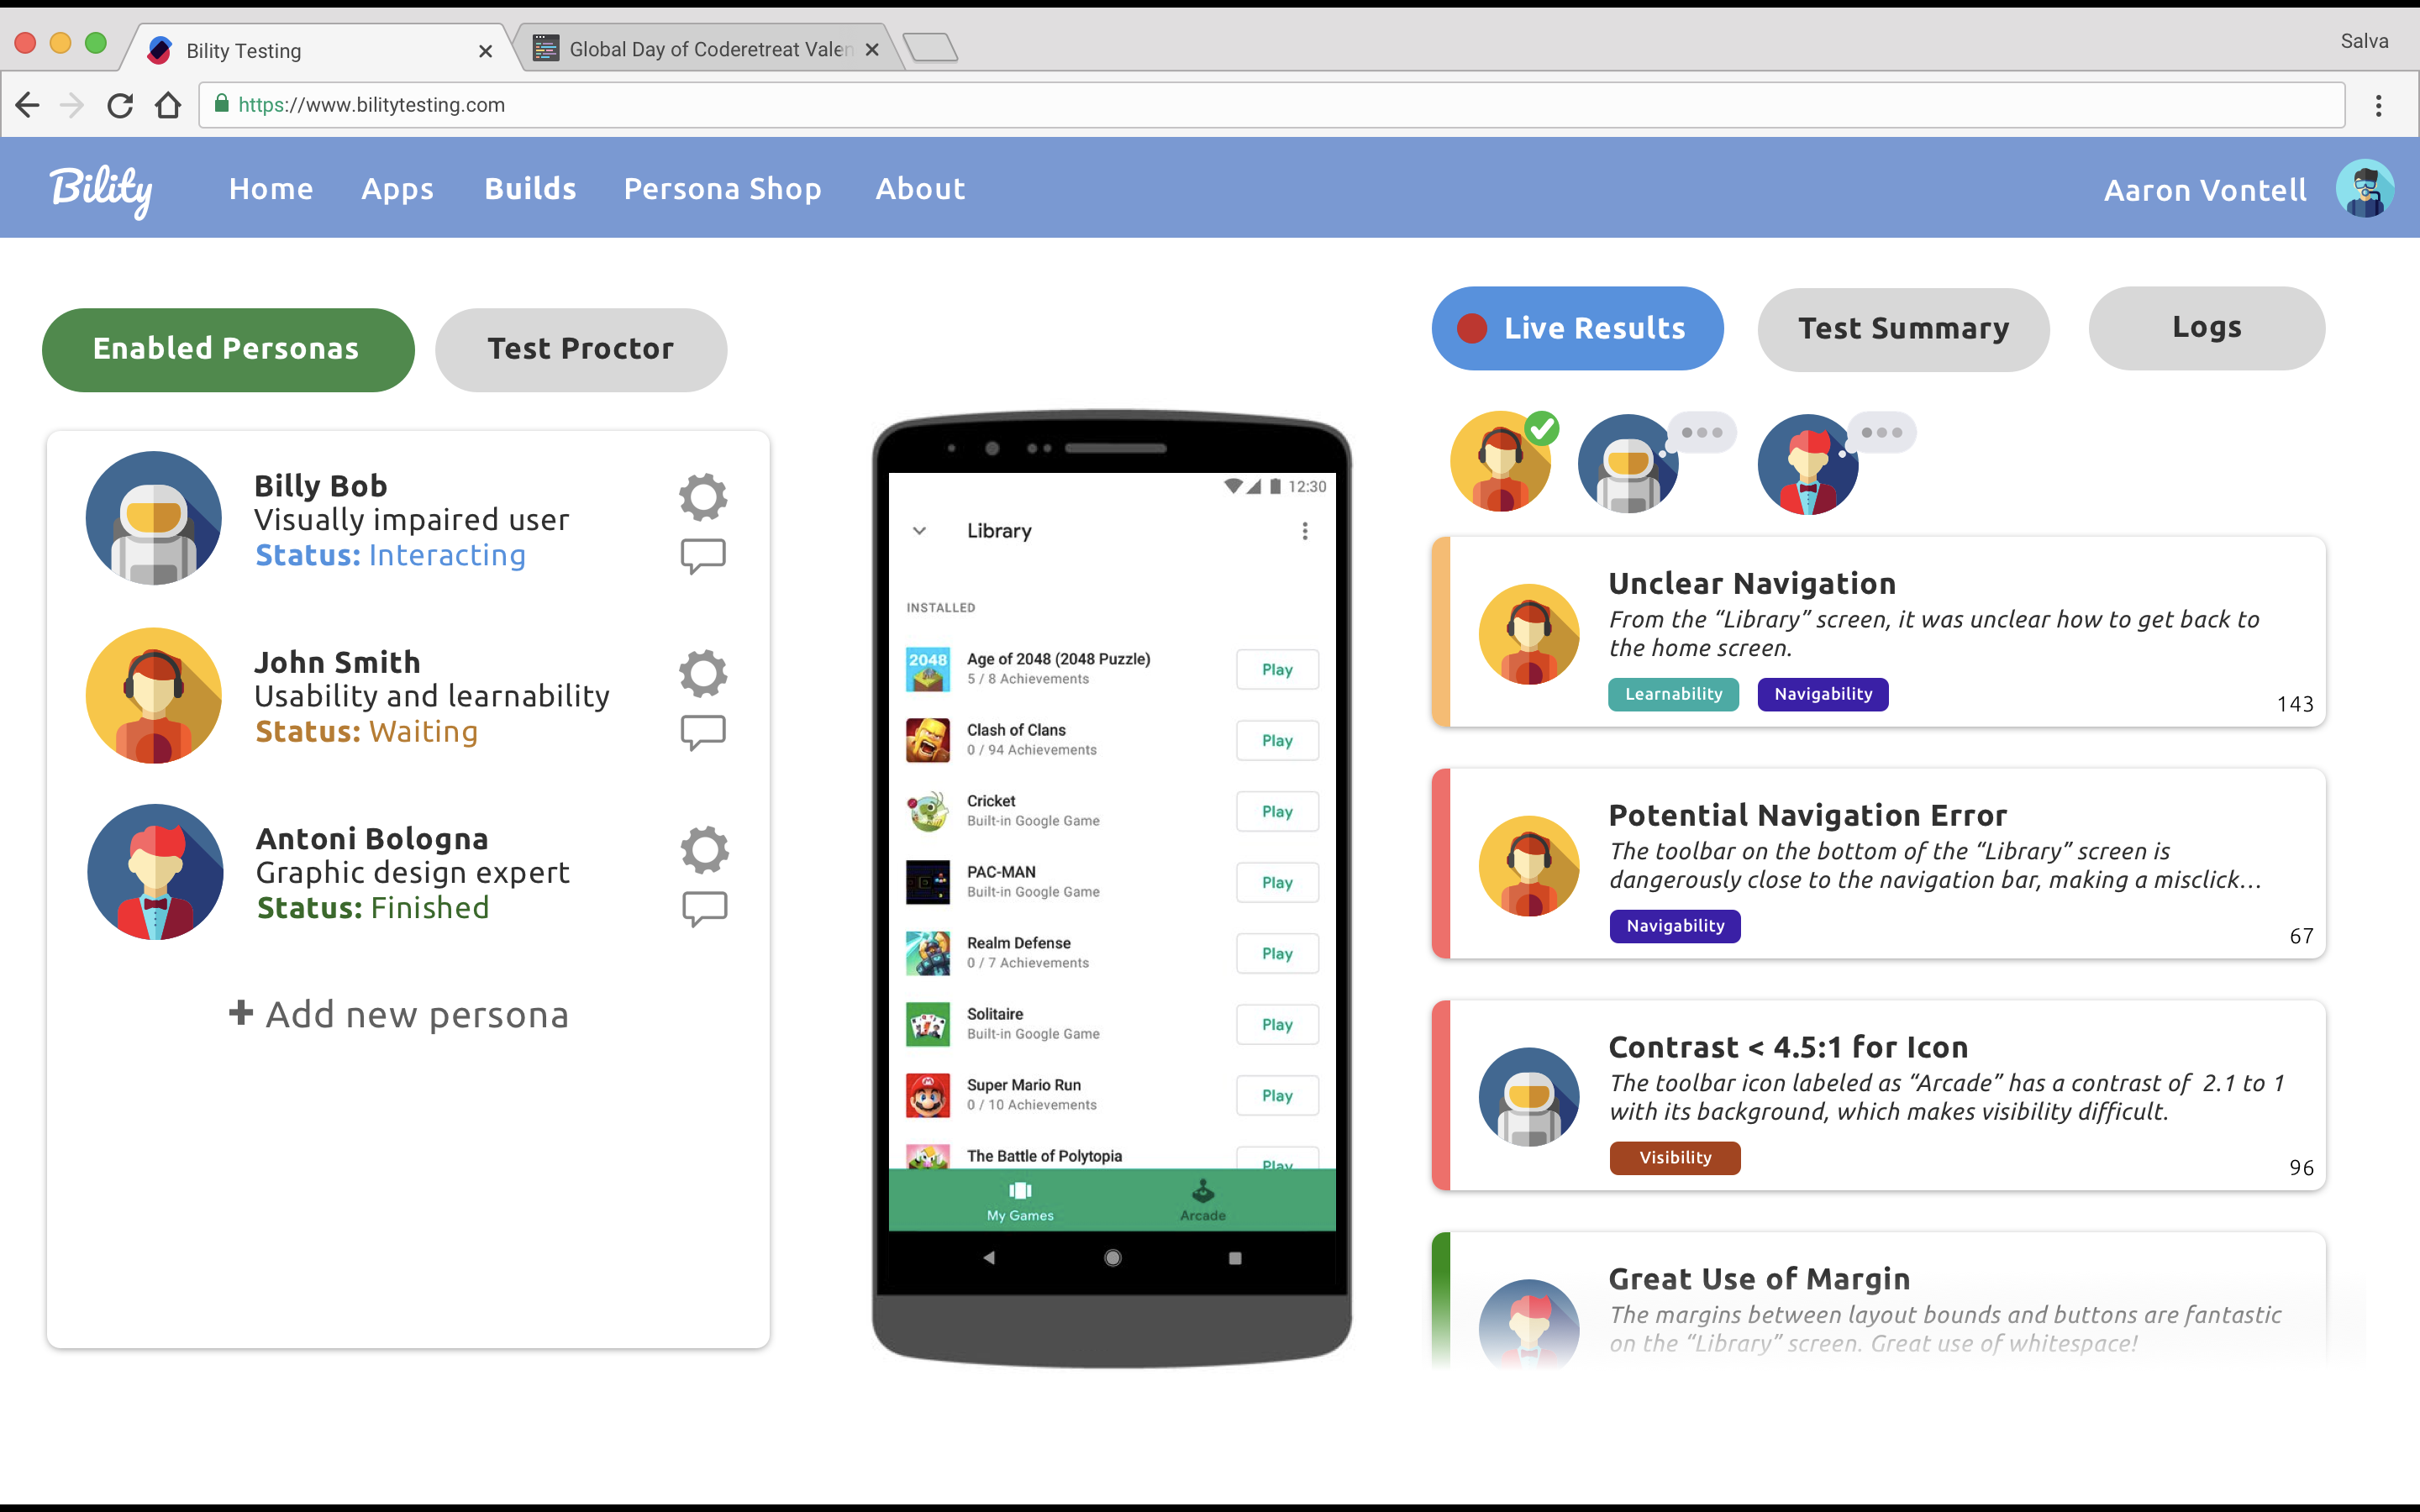 Bility Testing
Global Day of Coderetreat Valen
Salva
https://www.bilitytesting.com
Bility
Home
Apps
Builds
Persona Shop
About
Aaron Vontell
Enabled Personas
Test Proctor
Billy Bob
Visually impaired user
Status: Interacting
John Smith
Usability and learnability
Status: Waiting
Antoni Bologna
Graphic design expert
Status: Finished
+ Add new persona
12:30
Library
INSTALLED
2048
Age of 2048 (2048 Puzzle)
5 / 8 Achievements
Play
Clash of Clans
0 / 94 Achievements
Play
Cricket
Built-in Google Game
Play
PAC-MAN
Built-in Google Game
Play
Realm Defense
0 / 7 Achievements
Play
Solitaire
Built-in Google Game
Play
Super Mario Run
0 / 10 Achievements
Play
The Battle of Polytopia
Play
My Games
Arcade
Live Results
Test Summary
Logs
Unclear Navigation
From the “Library” screen, it was unclear how to get back to
the home screen.
Learnability
Navigability
143
Potential Navigation Error
The toolbar on the bottom of the “Library” screen is
dangerously close to the navigation bar, making a misclick...
Navigability
67
Contrast < 4.5:1 for Icon
The toolbar icon labeled as “Arcade” has a contrast of 2.1 to 1
with its background, which makes visibility difficult.
Visibility
96
Great Use of Margin
The margins between layout bounds and buttons are fantastic
on the “Library” screen. Great use of whitespace!